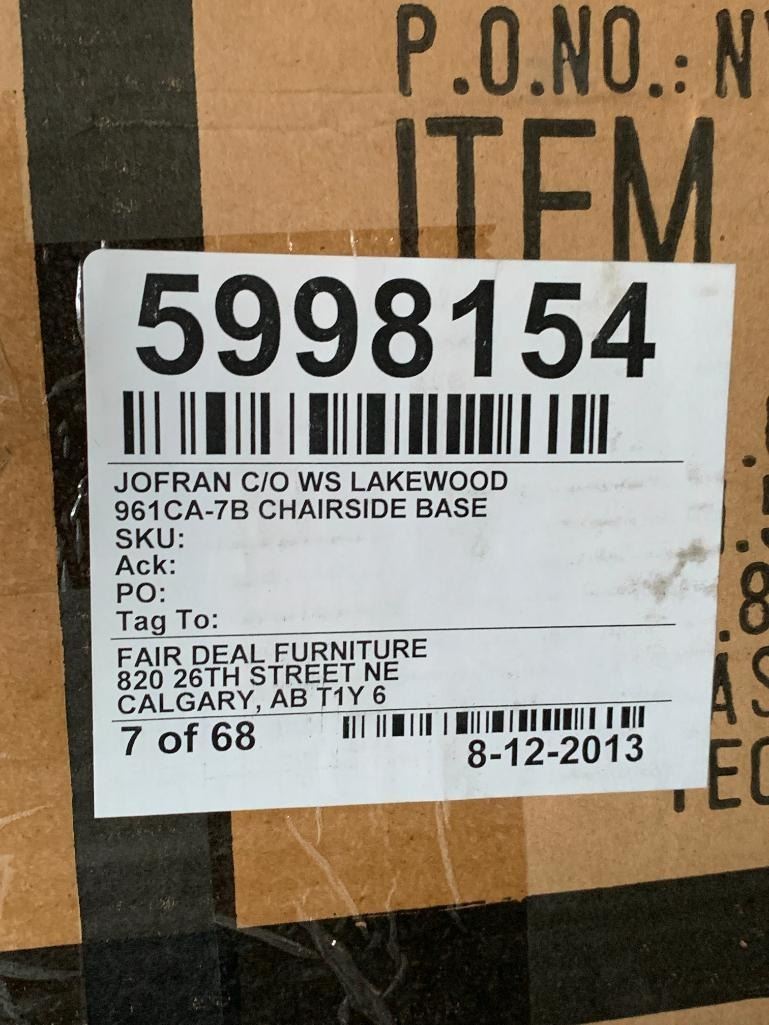 P.O.NO.: N
ITEM
5998154
JOFRAN C/O WS LAKEWOOD
961CA-7B CHAIRSIDE BASE
SKU:
Ack:
PO:
Tag To:
FAIR DEAL FURNITURE
820 26TH STREET NE
CALGARY, AB T1Y 6
7 of 68
8-12-2013